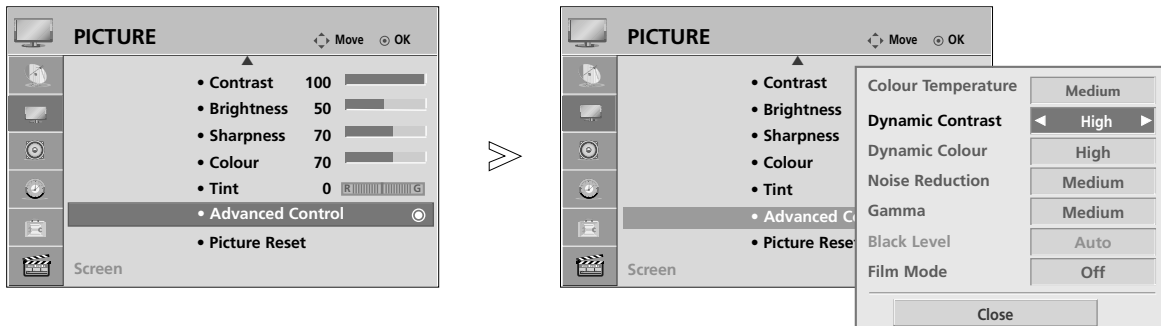 PICTURE Move OK
• Contrast 100
• Brightness 50
• Sharpness 70
• Colour 70
• Tint 0 R G
• Advanced Control
• Picture Reset
Screen
PICTURE Move OK
• Contrast
• Brightness
• Sharpness
• Colour
• Tint
• Advanced Co
• Picture Rese
Screen
Colour Temperature Medium
Dynamic Contrast High
Dynamic Colour High
Noise Reduction Medium
Gamma Medium
Black Level Auto
Film Mode Off
Close